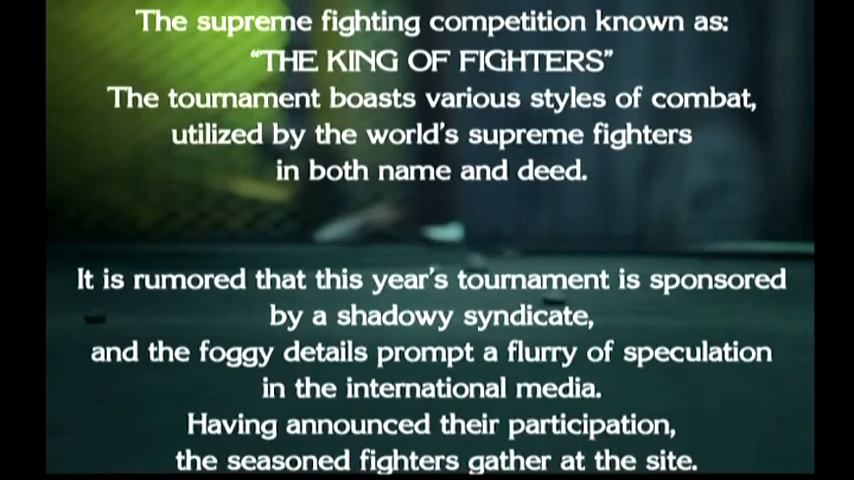 The supreme fighting competition known as:
“THE KING OF FIGHTERS”
The tournament boasts various styles of combat,
utilized by the world’s supreme fighters
in both name and deed.
It is rumored that this year’s tournament is sponsored
by a shadowy syndicate,
and the foggy details prompt a flurry of speculation
in the international media.
Having announced their participation,
the seasoned fighters gather at the site.